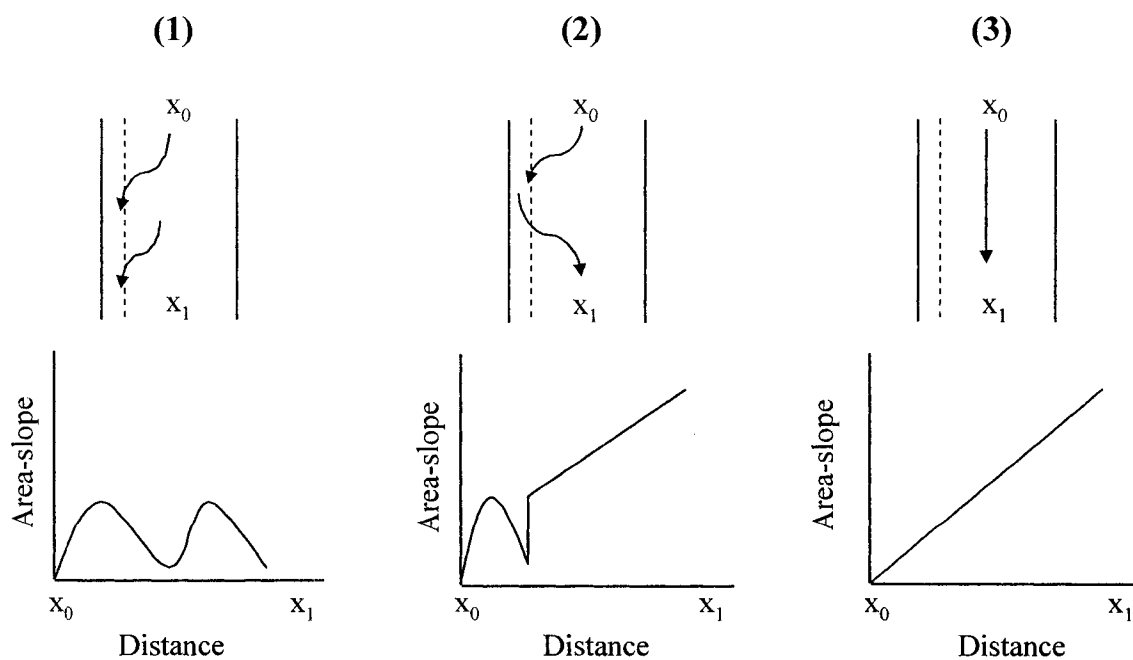 (1)
(2)
(3)
x0
x0
x0
x1
x1
x1
Area-slope
Area-slope
Area-slope
x0
x1
x0
x1
x0
x1
Distance
Distance
Distance